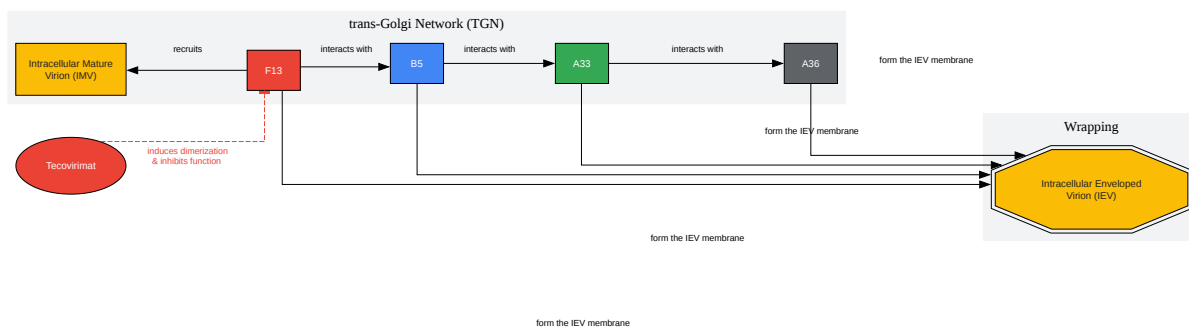 trans-Golgi Network (TGN)
recruits
interacts with
interacts with
interacts with
Intracellular Mature
Virion (IMV)
F13
B5
A33
A36
form the IEV membrane
Wrapping
form the IEV membrane
induces dimerization
& inhibits function
Tecovirimat
Intracellular Enveloped
Virion (IEV)
form the IEV membrane
form the IEV membrane